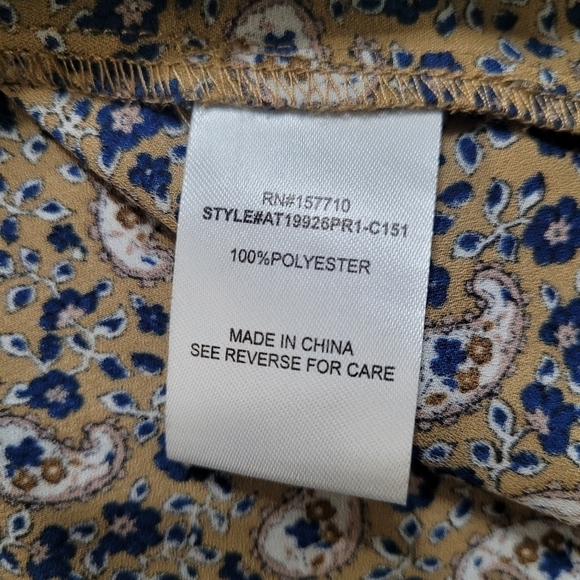 RN#157710
STYLE#AT19926PR1-C151
100%POLYESTER
MADE IN CHINA
SEE REVERSE FOR CARE